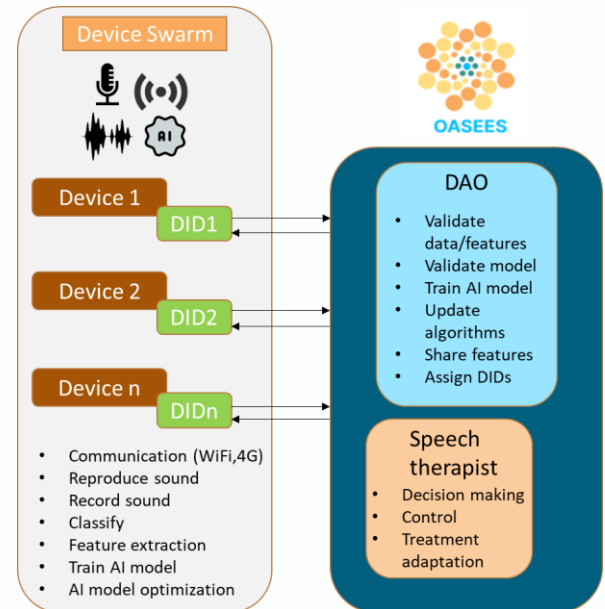 Device Swarm
AI
Device 1
DID1
Device 2
DID2
Device n
DIDn
• Communication (WiFi,4G)
• Reproduce sound
• Record sound
• Classify
• Feature extraction
• Train AI model
• AI model optimization
OASEES
DAO
• Validate
data/features
• Validate model
• Train AI model
• Update
algorithms
• Share features
• Assign DIDs
Speech
therapist
• Decision making
• Control
• Treatment
adaptation